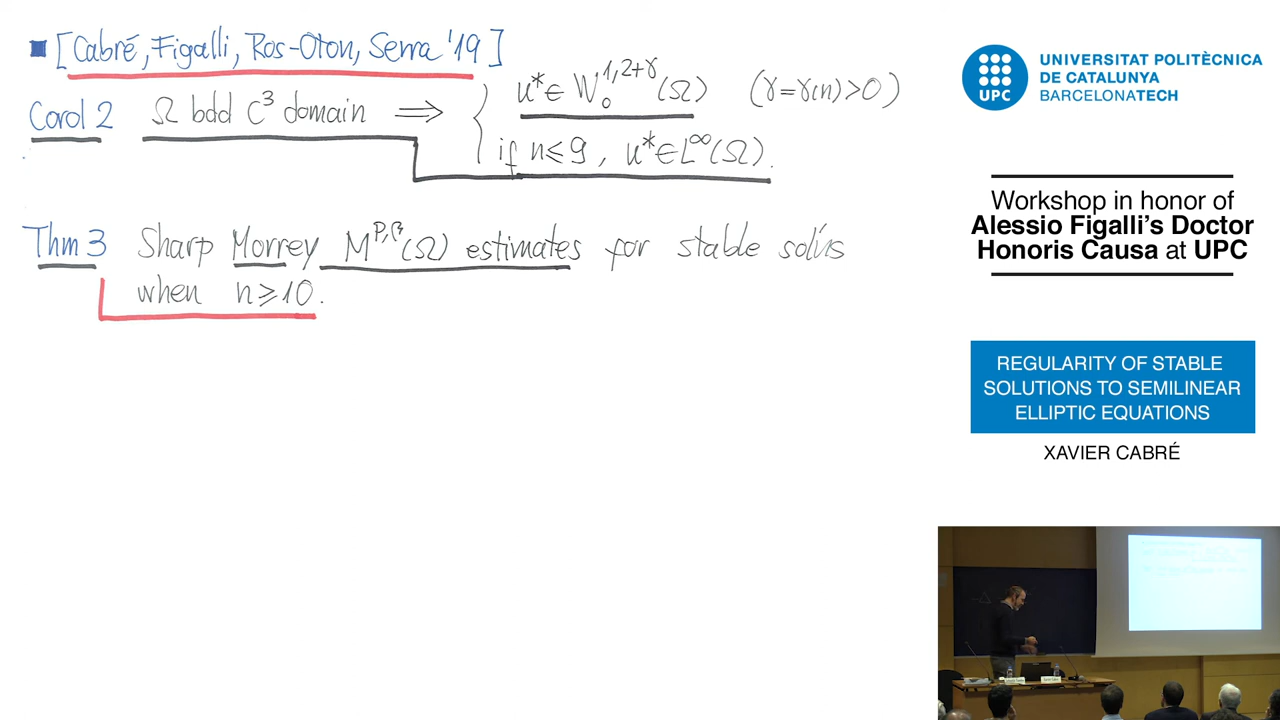 [Cabré, Figalli, Ros-Oton, Serra '19]
Corol 2 Ω bdd C³ domain ⟹ { u* ∈ W₀^{1,2+γ}(Ω) (γ=γ(n)>0)
if n≤9, u*∈L^∞(Ω).
Thm 3 Sharp Morrey M^{p,β}(Ω) estimates for stable solũs
when n≥10.
UPC
UNIVERSITAT POLITÈCNICA
DE CATALUNYA
BARCELONATECH
Workshop in honor of
Alessio Figalli's Doctor
Honoris Causa at UPC
REGULARITY OF STABLE
SOLUTIONS TO SEMILINEAR
ELLIPTIC EQUATIONS
XAVIER CABRÉ